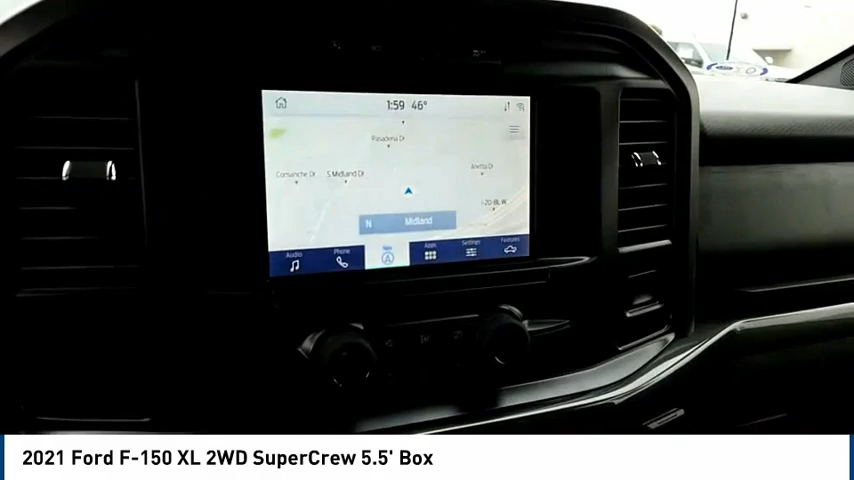 1:59 46°
Pasadena Dr
Comanche Dr
S Midland Dr
Anetta Dr
I-20-BL W
N Midland
Audio
Phone
Nav
Apps
Settings
Features
2021 Ford F-150 XL 2WD SuperCrew 5.5' Box